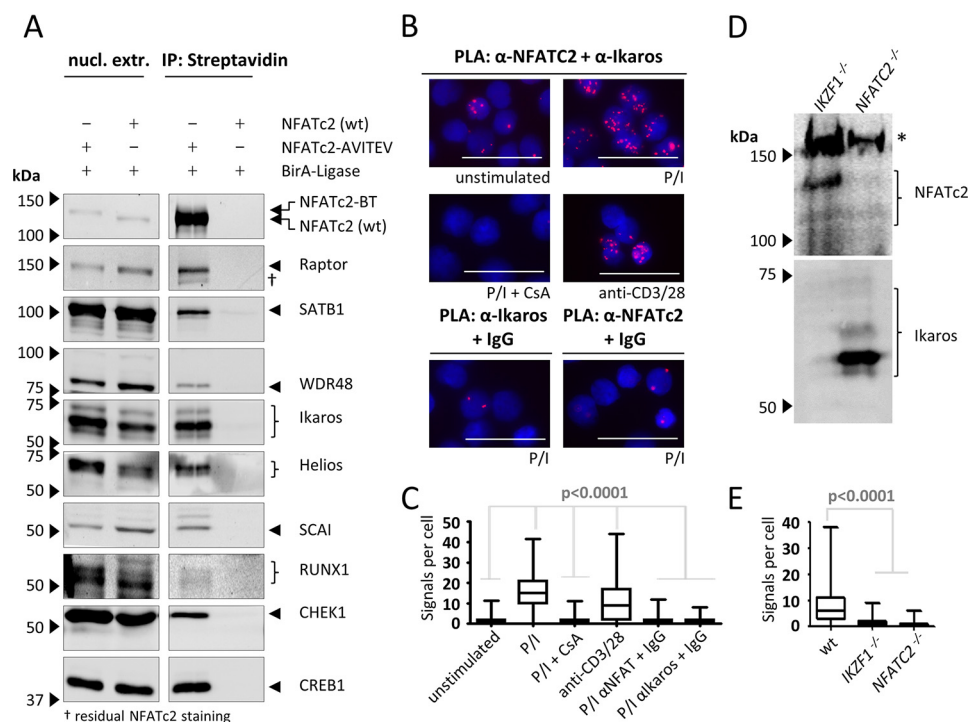 A
nucl. extr. IP: Streptavidin
− + − + NFATc2 (wt)
+ − + − NFATc2-AVITEV
+ + + + BirA-Ligase
kDa
150
100
NFATc2-BT
NFATc2 (wt)
150
Raptor
†
100
SATB1
100
75
WDR48
75
50
Ikaros
75
50
Helios
50
SCAI
50
RUNX1
50
CHEK1
37
CREB1
† residual NFATc2 staining
B
PLA: α-NFATC2 + α-Ikaros
unstimulated P/I
P/I + CsA anti-CD3/28
PLA: α-Ikaros
+ IgG
PLA: α-NFATc2
+ IgG
P/I P/I
C
p<0.0001
Signals per cell
50
40
30
20
10
0
unstimulated
P/I
P/I + CsA
anti-CD3/28
P/I αNFAT + IgG
P/I αIkaros + IgG
D
IKZF1 -/-
NFATC2 -/-
kDa
150
*
NFATc2
100
75
Ikaros
50
E
p<0.0001
Signals per cell
40
30
20
10
0
wt
IKZF1 -/-
NFATC2 -/-